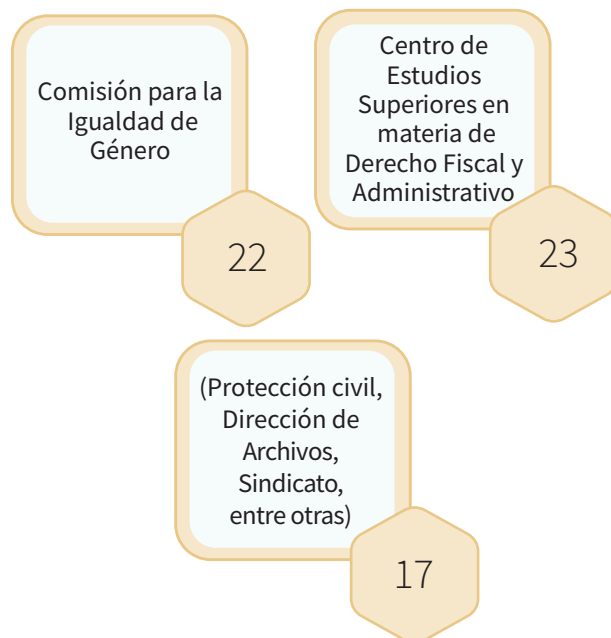 Comisión para la
Igualdad de
Género
22
Centro de
Estudios
Superiores en
materia de
Derecho Fiscal y
Administrativo
23
(Protección civil,
Dirección de
Archivos,
Sindicato,
entre otras)
17